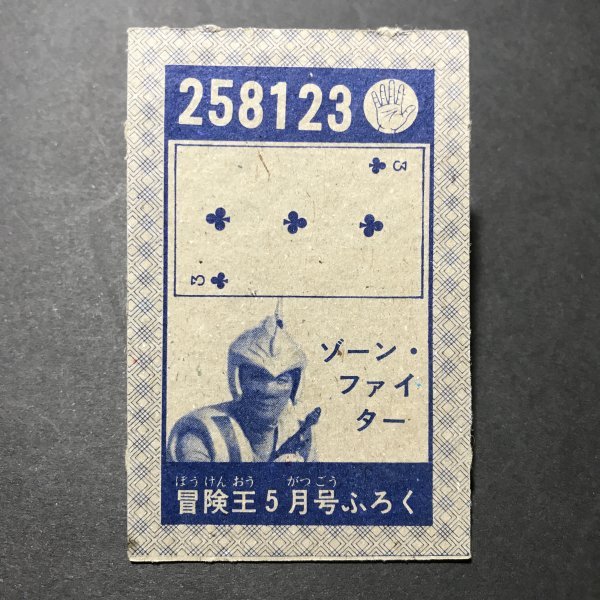 258123
3
3
ゾーン・
ファイ
ター
ぼうけんおう がつごう
冒険王5月号ふろく